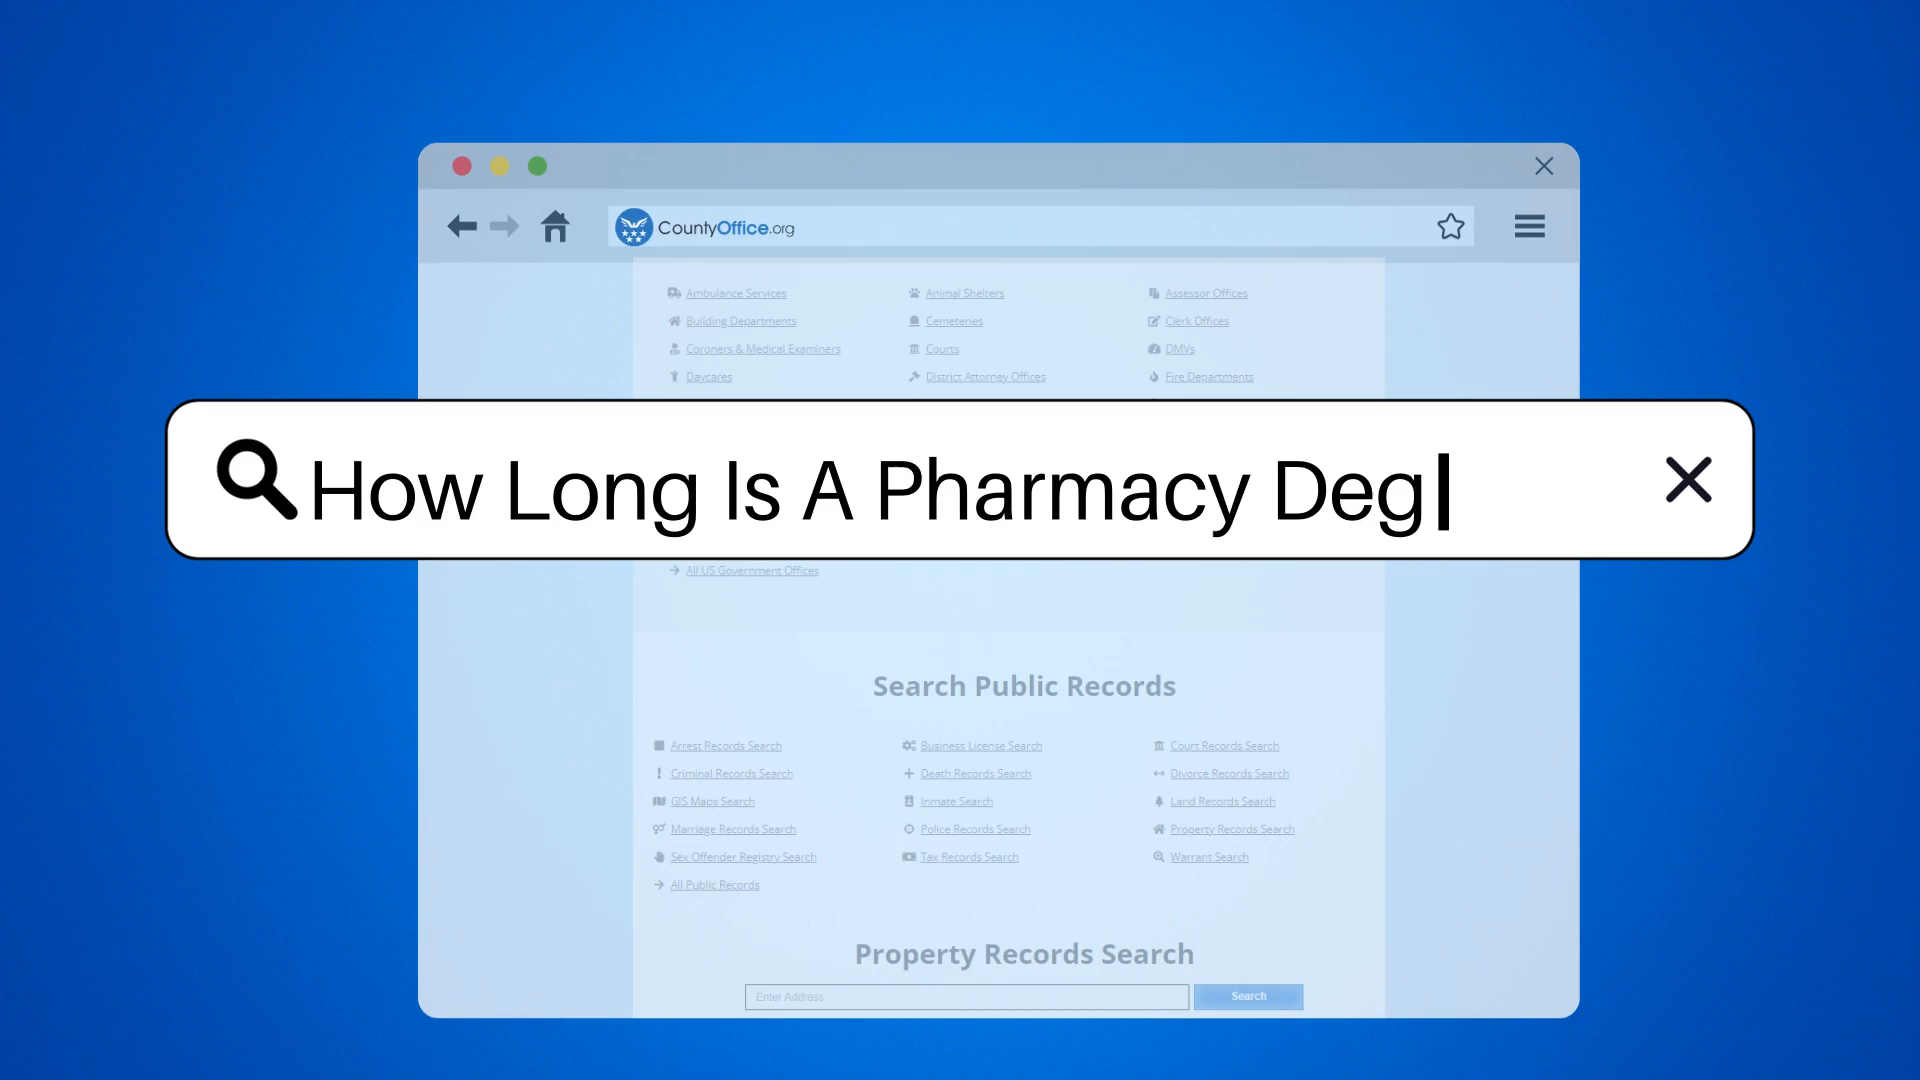 CountyOffice.org
Ambulance Services Animal Shelters Assessor Offices
Building Departments Cemeteries Clerk Offices
Coroners & Medical Examiners Courts DMVs
Daycares District Attorney Offices Fire Departments
How Long Is A Pharmacy Deg
All US Government Offices
Search Public Records
Arrest Records Search Business License Search Court Records Search
Criminal Records Search Death Records Search Divorce Records Search
GIS Maps Search Inmate Search Land Records Search
Marriage Records Search Police Records Search Property Records Search
Sex Offender Registry Search Tax Records Search Warrant Search
All Public Records
Property Records Search
Enter Address Search